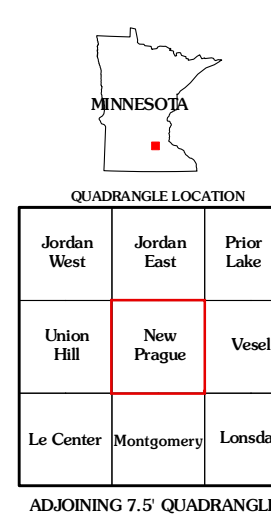 MINNESOTA
QUADRANGLE LOCATION
Jordan West
Jordan East
Prior Lake
Union Hill
New Prague
Vesel
Le Center
Montgomery
Lonsda
ADJOINING 7.5' QUADRANGLE